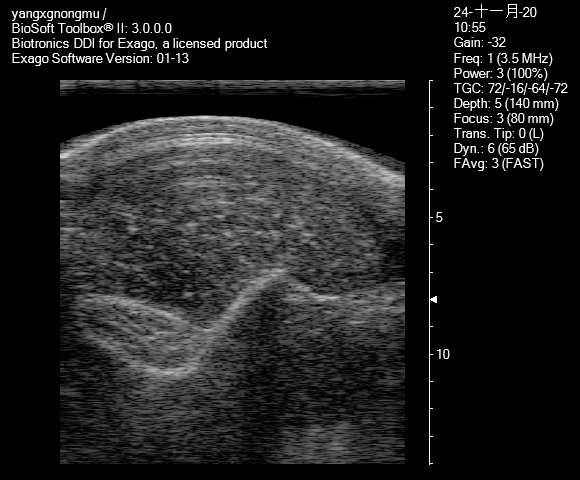 yangxgnongmu /
BioSoft Toolbox® II: 3.0.0.0
Biotronics DDI for Exago, a licensed product
Exago Software Version: 01-13
24-十一月-20
10:55
Gain: -32
Freq: 1 (3.5 MHz)
Power: 3 (100%)
TGC: 72/-16/-64/-72
Depth: 5 (140 mm)
Focus: 3 (80 mm)
Trans. Tip: 0 (L)
Dyn.: 6 (65 dB)
FAvg: 3 (FAST)
5
10